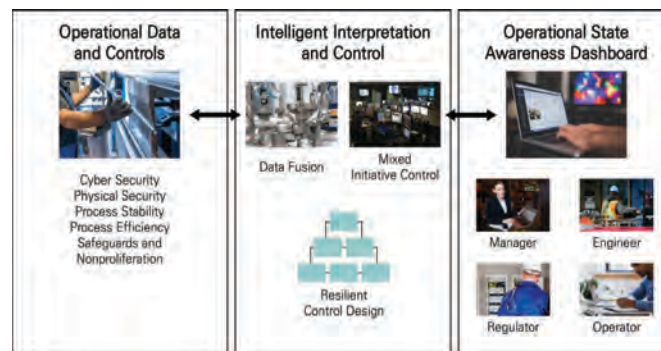 Operational Data
and Controls
Cyber Security
Physical Security
Process Stability
Process Efficiency
Safeguards and
Nonproliferation
Intelligent Interpretation
and Control
Data Fusion
Mixed
Initiative Control
Resilient
Control Design
Operational State
Awareness Dashboard
Manager
Engineer
Regulator
Operator